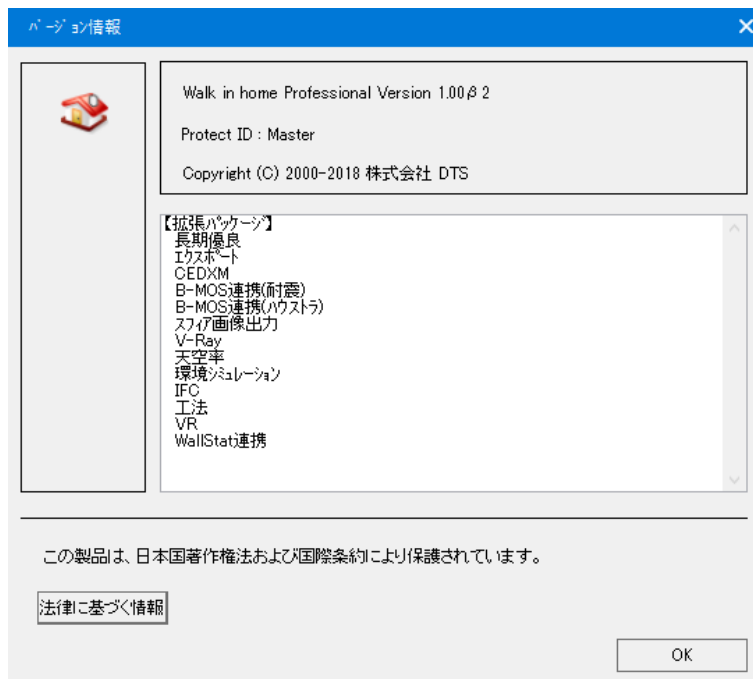 ﾊﾞｰｼﾞｮﾝ情報
Walk in home Professional Version 1.00β2
Protect ID : Master
Copyright (C) 2000-2018 株式会社 DTS
【拡張ﾊﾟｯｹｰｼﾞ】
長期優良
ｴｸｽﾎﾟｰﾄ
CEDXM
B-MOS連携(耐震)
B-MOS連携(ﾊｳｽﾄﾗ)
ｽﾌｨｱ画像出力
V-Ray
天空率
環境ｼﾐｭﾚｰｼｮﾝ
IFC
工法
VR
WallStat連携
この製品は、日本国著作権法および国際条約により保護されています。
法律に基づく情報
OK